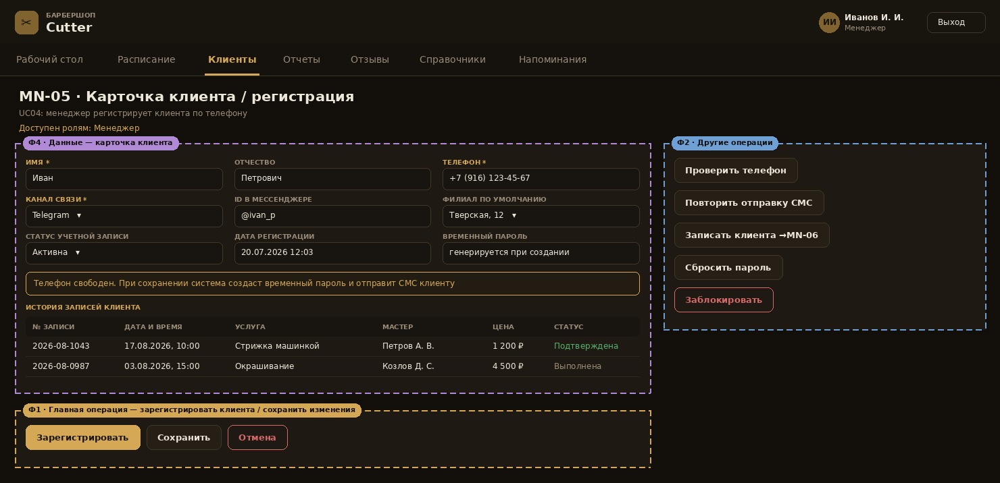 БАРБЕРШОП
Cutter
ИИ
Иванов И. И.
Менеджер
Выход
Рабочий стол
Расписание
Клиенты
Отчеты
Отзывы
Справочники
Напоминания
MN-05 · Карточка клиента / регистрация
UC04: менеджер регистрирует клиента по телефону
Доступен ролям: Менеджер
Ф4 · Данные — карточка клиента
ИМЯ *
ОТЧЕСТВО
ТЕЛЕФОН *
Иван
Петрович
+7 (916) 123-45-67
КАНАЛ СВЯЗИ *
ID В МЕССЕНДЖЕРЕ
ФИЛИАЛ ПО УМОЛЧАНИЮ
Telegram ▾
@ivan_p
Тверская, 12 ▾
СТАТУС УЧЕТНОЙ ЗАПИСИ
ДАТА РЕГИСТРАЦИИ
ВРЕМЕННЫЙ ПАРОЛЬ
Активна ▾
20.07.2026 12:03
генерируется при создании
Телефон свободен. При сохранении система создаст временный пароль и отправит СМС клиенту
ИСТОРИЯ ЗАПИСЕЙ КЛИЕНТА
№ ЗАПИСИ ДАТА И ВРЕМЯ УСЛУГА МАСТЕР ЦЕНА СТАТУС
2026-08-1043 17.08.2026, 10:00 Стрижка машинкой Петров А. В. 1 200 ₽ Подтверждена
2026-08-0987 03.08.2026, 15:00 Окрашивание Козлов Д. С. 4 500 ₽ Выполнена
Ф2 · Другие операции
Проверить телефон
Повторить отправку СМС
Записать клиента →MN-06
Сбросить пароль
Заблокировать
Ф1 · Главная операция — зарегистрировать клиента / сохранить изменения
Зарегистрировать
Сохранить
Отмена